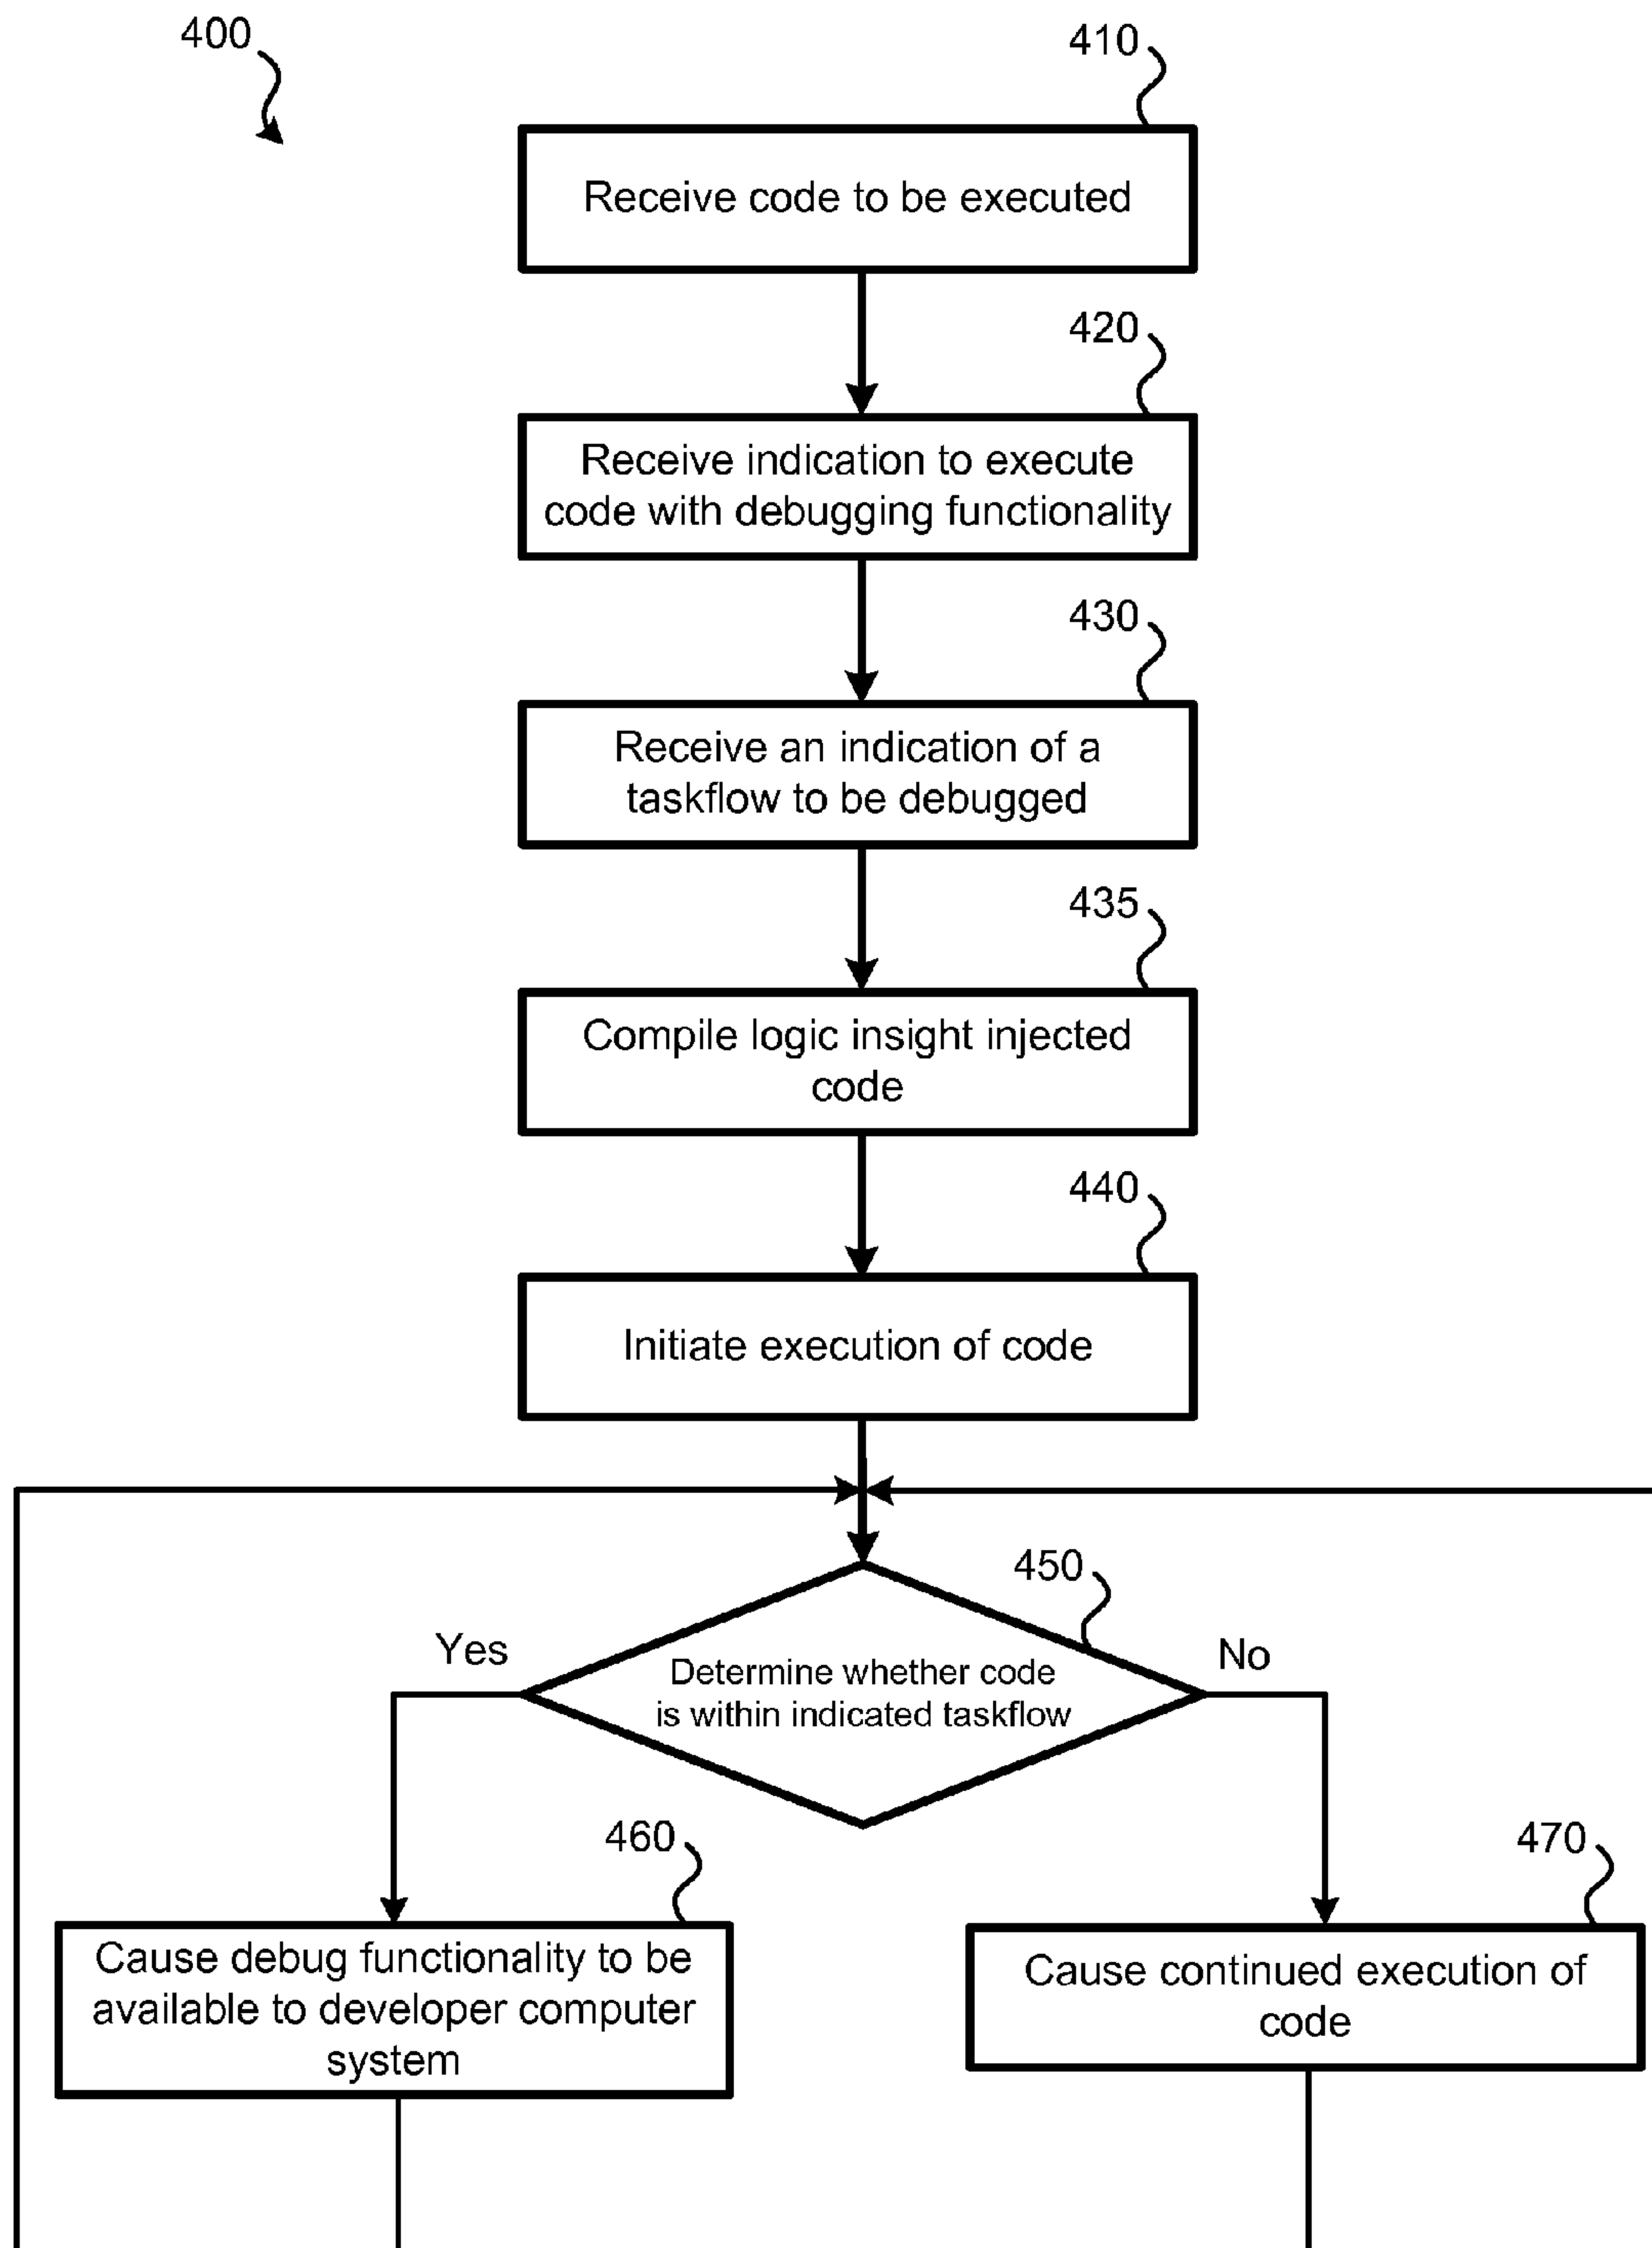 400
410
Receive code to be executed
420
Receive indication to execute
code with debugging functionality
430
Receive an indication of a
taskflow to be debugged
435
Compile logic insight injected
code
440
Initiate execution of code
450
Yes
No
Determine whether code
is within indicated taskflow
460
470
Cause debug functionality to be
available to developer computer
system
Cause continued execution of
code